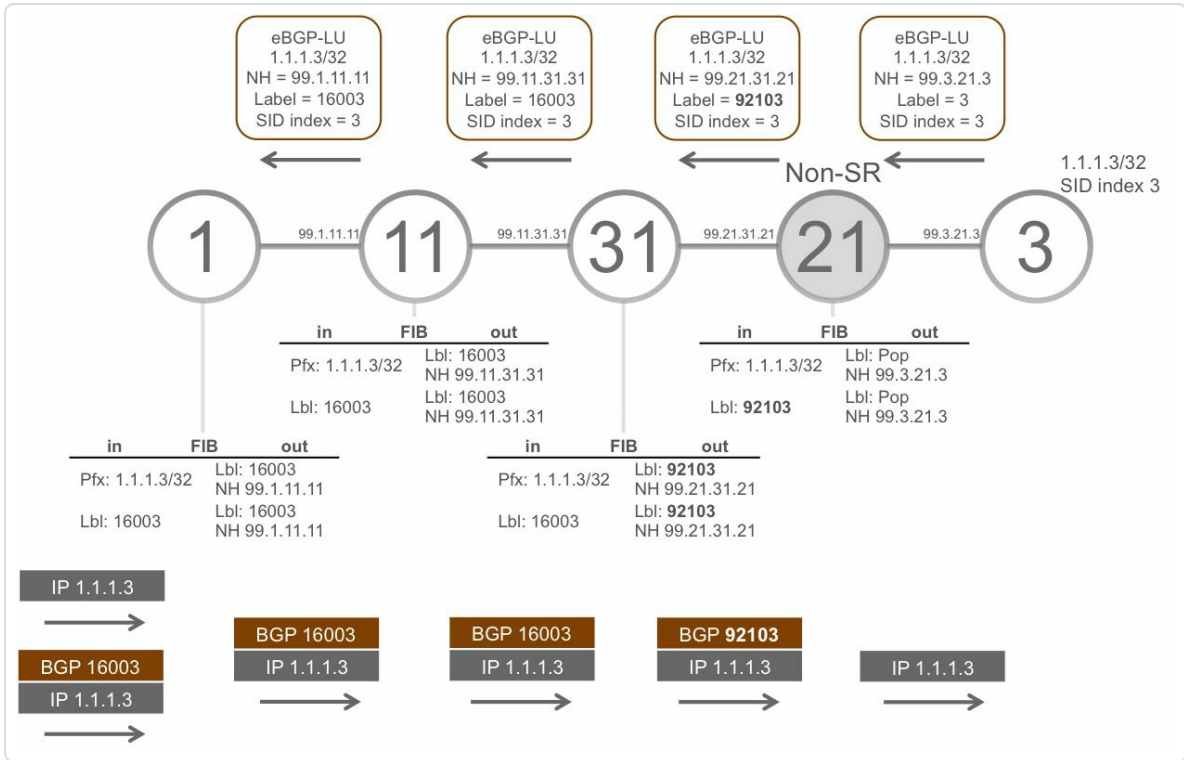 eBGP-LU
1.1.1.3/32
NH = 99.1.11.11
Label = 16003
SID index = 3
eBGP-LU
1.1.1.3/32
NH = 99.11.31.31
Label = 16003
SID index = 3
eBGP-LU
1.1.1.3/32
NH = 99.21.31.21
Label = 92103
SID index = 3
eBGP-LU
1.1.1.3/32
NH = 99.3.21.3
Label = 3
SID index = 3
Non-SR
1.1.1.3/32
SID index 3
1
99.1.11.11
11
99.11.31.31
31
99.21.31.21
21
99.3.21.3
3
in FIB out
Pfx: 1.1.1.3/32
Lbl: 16003
NH 99.11.31.31
Lbl: 16003
Lbl: 16003
NH 99.11.31.31
in FIB out
Pfx: 1.1.1.3/32
Lbl: Pop
NH 99.3.21.3
Lbl: 92103
Lbl: Pop
NH 99.3.21.3
in FIB out
Pfx: 1.1.1.3/32
Lbl: 16003
NH 99.1.11.11
Lbl: 16003
Lbl: 16003
NH 99.1.11.11
in FIB out
Pfx: 1.1.1.3/32
Lbl: 92103
NH 99.21.31.21
Lbl: 16003
Lbl: 92103
NH 99.21.31.21
IP 1.1.1.3
BGP 16003
IP 1.1.1.3
BGP 16003
IP 1.1.1.3
BGP 16003
IP 1.1.1.3
BGP 92103
IP 1.1.1.3
IP 1.1.1.3